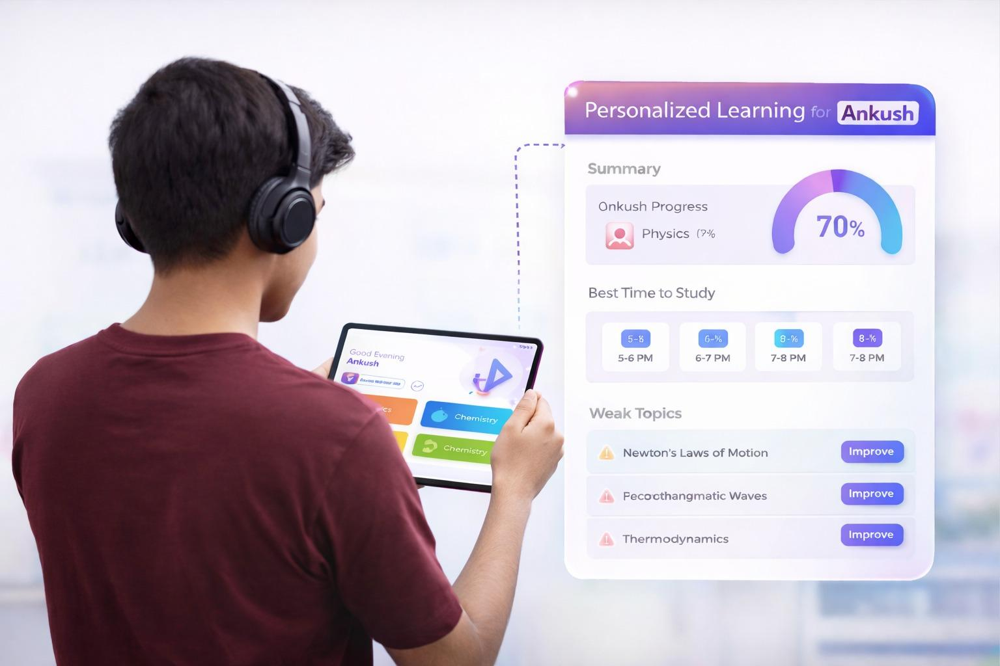 Personalized Learning for Ankush
Summary
Onkush Progress
Physics
70%
Best Time to Study
5-6 PM
6-7 PM
7-8 PM
7-8 PM
Weak Topics
Newton's Laws of Motion
Improve
Pecocthangmatic Waves
Improve
Thermodynamics
Improve
Good Evening
Ankush
Chemistry
Chemistry